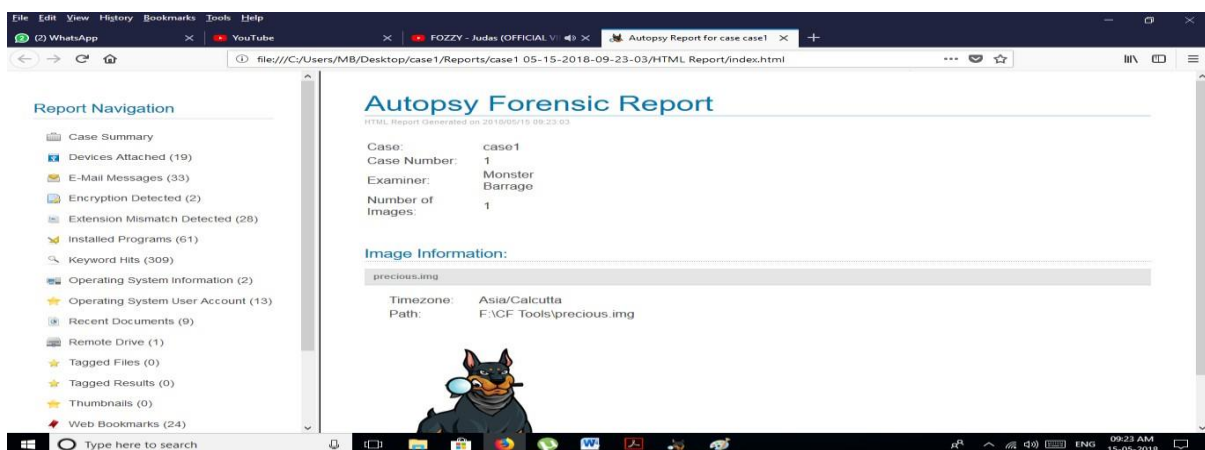 File Edit View History Bookmarks Tools Help
(2) WhatsApp
YouTube
FOZZY - Judas (OFFICIAL VI
Autopsy Report for case case1
file:///C:/Users/MB/Desktop/case1/Reports/case1 05-15-2018-09-23-03/HTML Report/index.html
Report Navigation
Case Summary
Devices Attached (19)
E-Mail Messages (33)
Encryption Detected (2)
Extension Mismatch Detected (28)
Installed Programs (61)
Keyword Hits (309)
Operating System Information (2)
Operating System User Account (13)
Recent Documents (9)
Remote Drive (1)
Tagged Files (0)
Tagged Results (0)
Thumbnails (0)
Web Bookmarks (24)
Autopsy Forensic Report
HTML Report Generated on 2018/05/15 09:23:03
Case: case1
Case Number: 1
Examiner: Monster
Barrage
Number of
Images: 1
Image Information:
precious.img
Timezone: Asia/Calcutta
Path: F:\CF Tools\precious.img
Type here to search
ENG
09:23 AM
15-05-2018